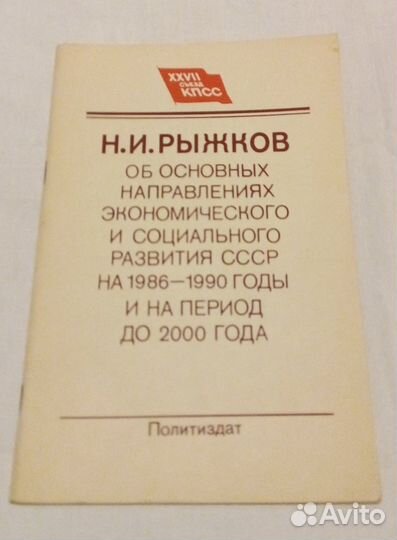 XXVII
СЪЕЗД
КПСС
Н.И.РЫЖКОВ
ОБ ОСНОВНЫХ
НАПРАВЛЕНИЯХ
ЭКОНОМИЧЕСКОГО
И СОЦИАЛЬНОГО
РАЗВИТИЯ СССР
НА 1986—1990 ГОДЫ
И НА ПЕРИОД
ДО 2000 ГОДА
Политиздат
Avito